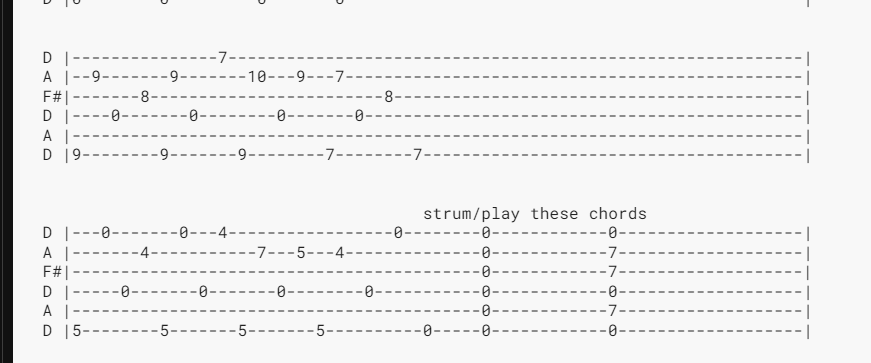 D |---------------7-----------------------------------------------------------|
A |--9-------9-------10---9---7-----------------------------------------------|
F#|-------8------------------------8------------------------------------------|
D |----0-------0--------0-------0---------------------------------------------|
A |---------------------------------------------------------------------------|
D |9--------9-------9--------7--------7---------------------------------------|
strum/play these chords
D |---0-------0---4-----------------0--------0------------0-------------------|
A |-------4-----------7---5---4--------------0------------7-------------------|
F#|------------------------------------------0------------7-------------------|
D |-----0-------0-------0--------0-----------0------------0-------------------|
A |------------------------------------------0------------7-------------------|
D |5--------5-------5-------5----------0-----0------------0-------------------|